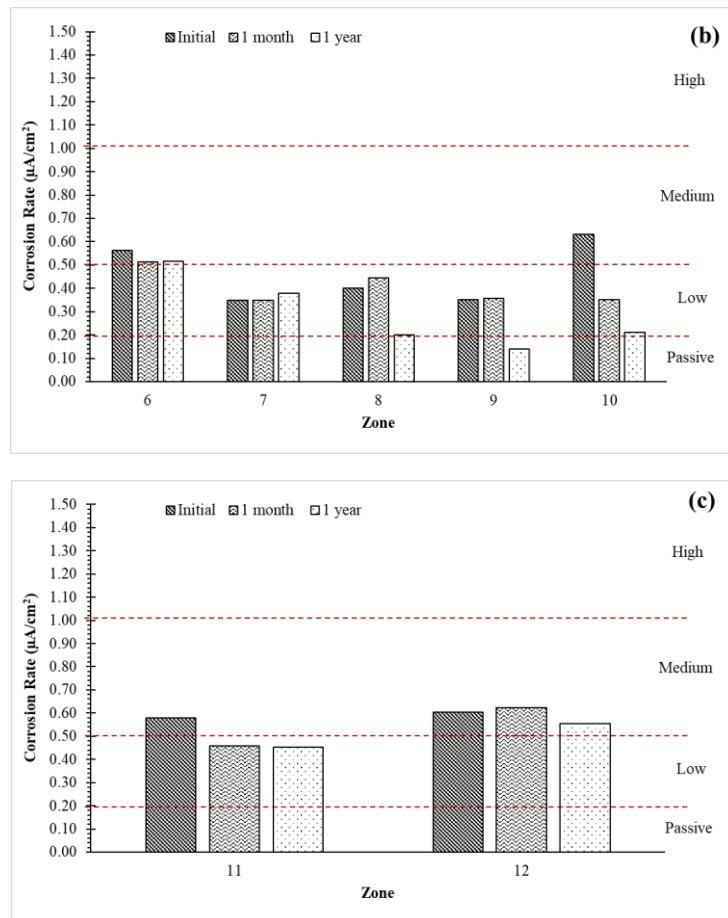 (b)
Initial 1 month 1 year
1.50
1.40
1.30
1.20
1.10
1.00
0.90
0.80
0.70
0.60
0.50
0.40
0.30
0.20
0.10
0.00
Corrosion Rate (µA/cm²)
High
Medium
Low
Passive
6 7 8 9 10
Zone
(c)
Initial 1 month 1 year
1.50
1.40
1.30
1.20
1.10
1.00
0.90
0.80
0.70
0.60
0.50
0.40
0.30
0.20
0.10
0.00
Corrosion Rate (µA/cm²)
High
Medium
Low
Passive
11 12
Zone